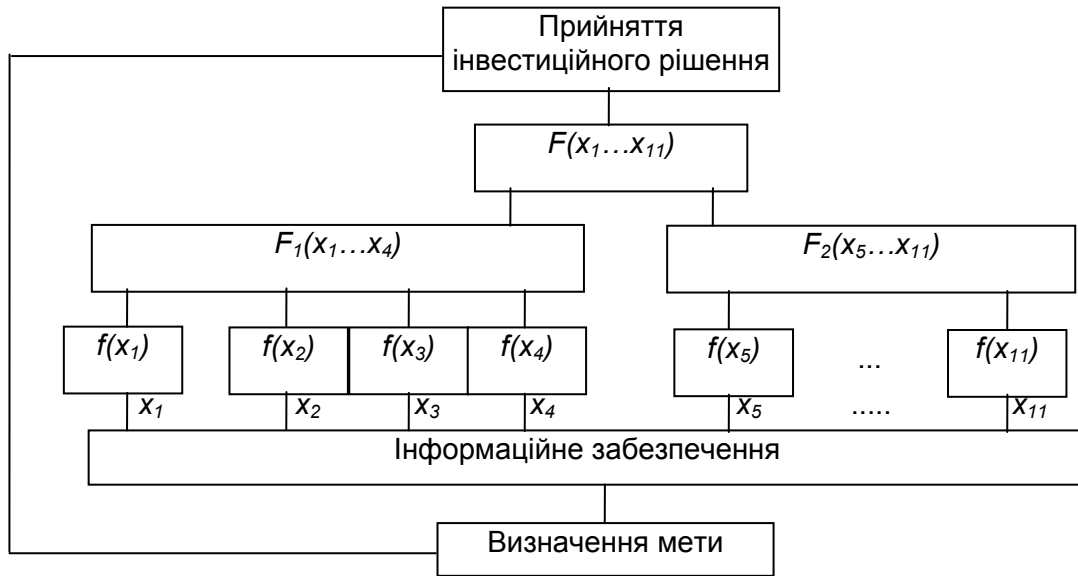 Прийняття
інвестиційного рішення
F(x₁…x₁₁)
F₁(x₁…x₄)
F₂(x₅…x₁₁)
f(x₁)
f(x₂)
f(x₃)
f(x₄)
f(x₅)
...
f(x₁₁)
x₁
x₂
x₃
x₄
x₅
.....
x₁₁
Інформаційне забезпечення
Визначення мети